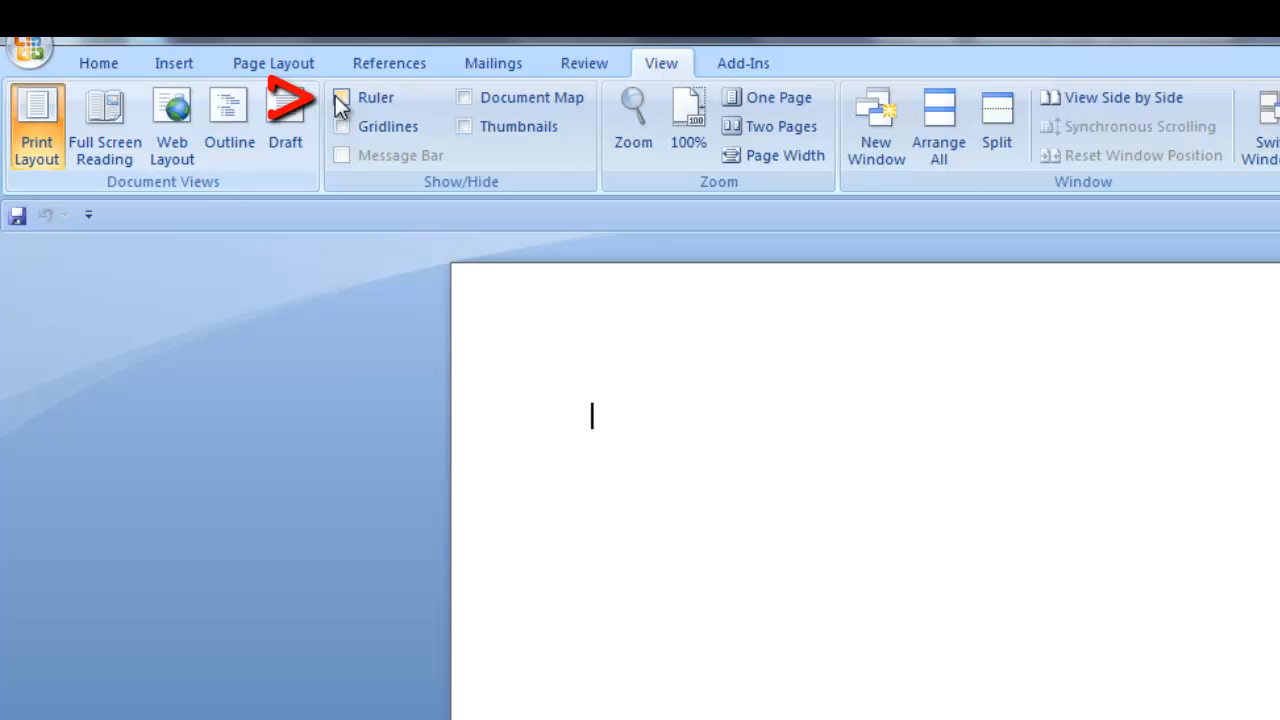 Home Insert Page Layout References Mailings Review View Add-Ins
Ruler Document Map One Page View Side by Side
Gridlines Thumbnails Two Pages Synchronous Scrolling
Print Layout Full Screen Reading Web Layout Outline Draft Message Bar Zoom 100% Page Width New Window Arrange All Split Reset Window Position
Document Views Show/Hide Zoom Window